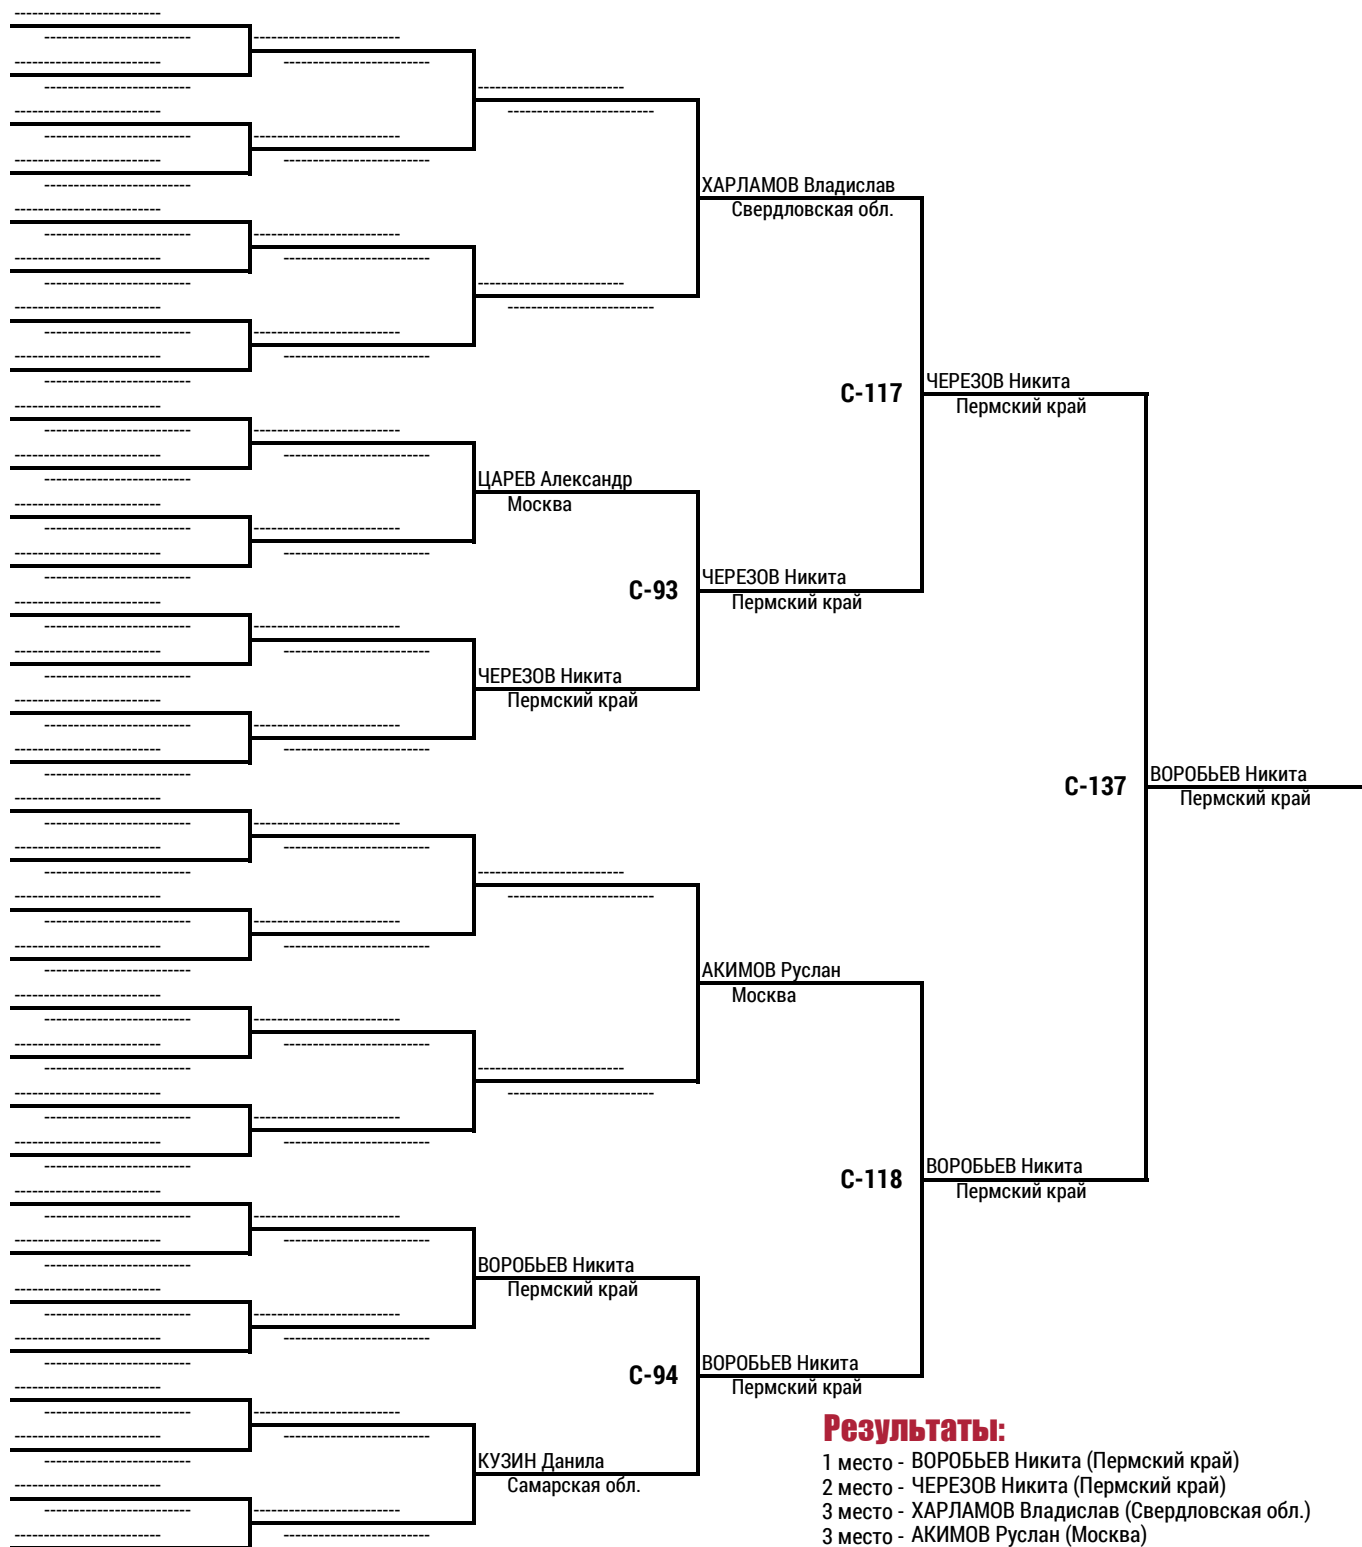 ХАРЛАМОВ Владислав
Свердловская обл.
C-117
ЧЕРЕЗОВ Никита
Пермский край
ЦАРЕВ Александр
Москва
C-93
ЧЕРЕЗОВ Никита
Пермский край
ЧЕРЕЗОВ Никита
Пермский край
C-137
ВОРОБЬЕВ Никита
Пермский край
АКИМОВ Руслан
Москва
C-118
ВОРОБЬЕВ Никита
Пермский край
ВОРОБЬЕВ Никита
Пермский край
C-94
ВОРОБЬЕВ Никита
Пермский край
КУЗИН Данила
Самарская обл.
Результаты:
1 место - ВОРОБЬЕВ Никита (Пермский край)
2 место - ЧЕРЕЗОВ Никита (Пермский край)
3 место - ХАРЛАМОВ Владислав (Свердловская обл.)
3 место - АКИМОВ Руслан (Москва)